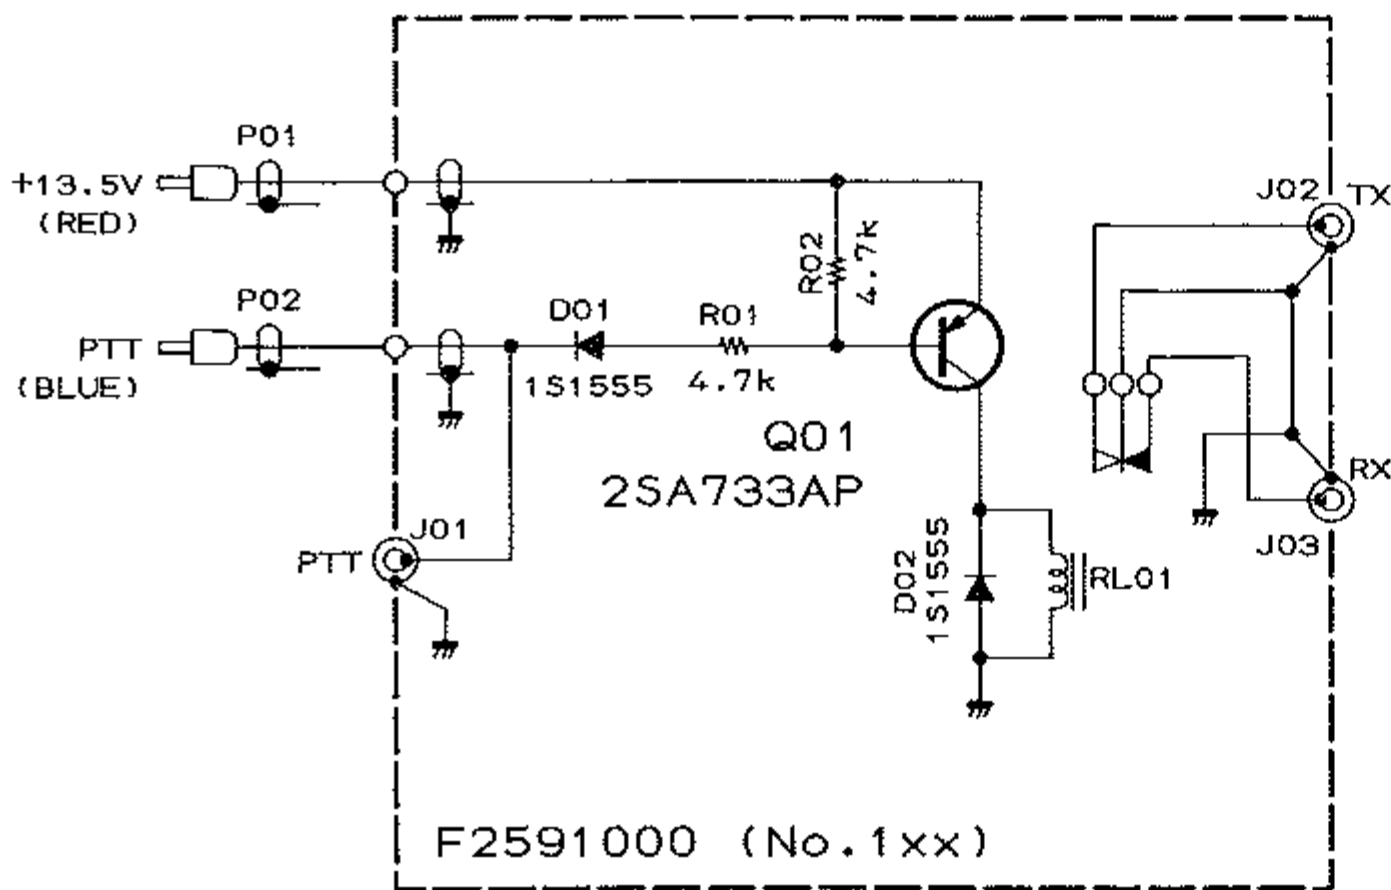 P01
+13.5V
(RED)
J02
TX
R02
4.7k
P02
PTT
(BLUE)
D01
1S1555
R01
4.7k
Q01
2SA733AP
RX
J03
J01
PTT
D02
1S1555
RL01
F2591000 (No.1xx)